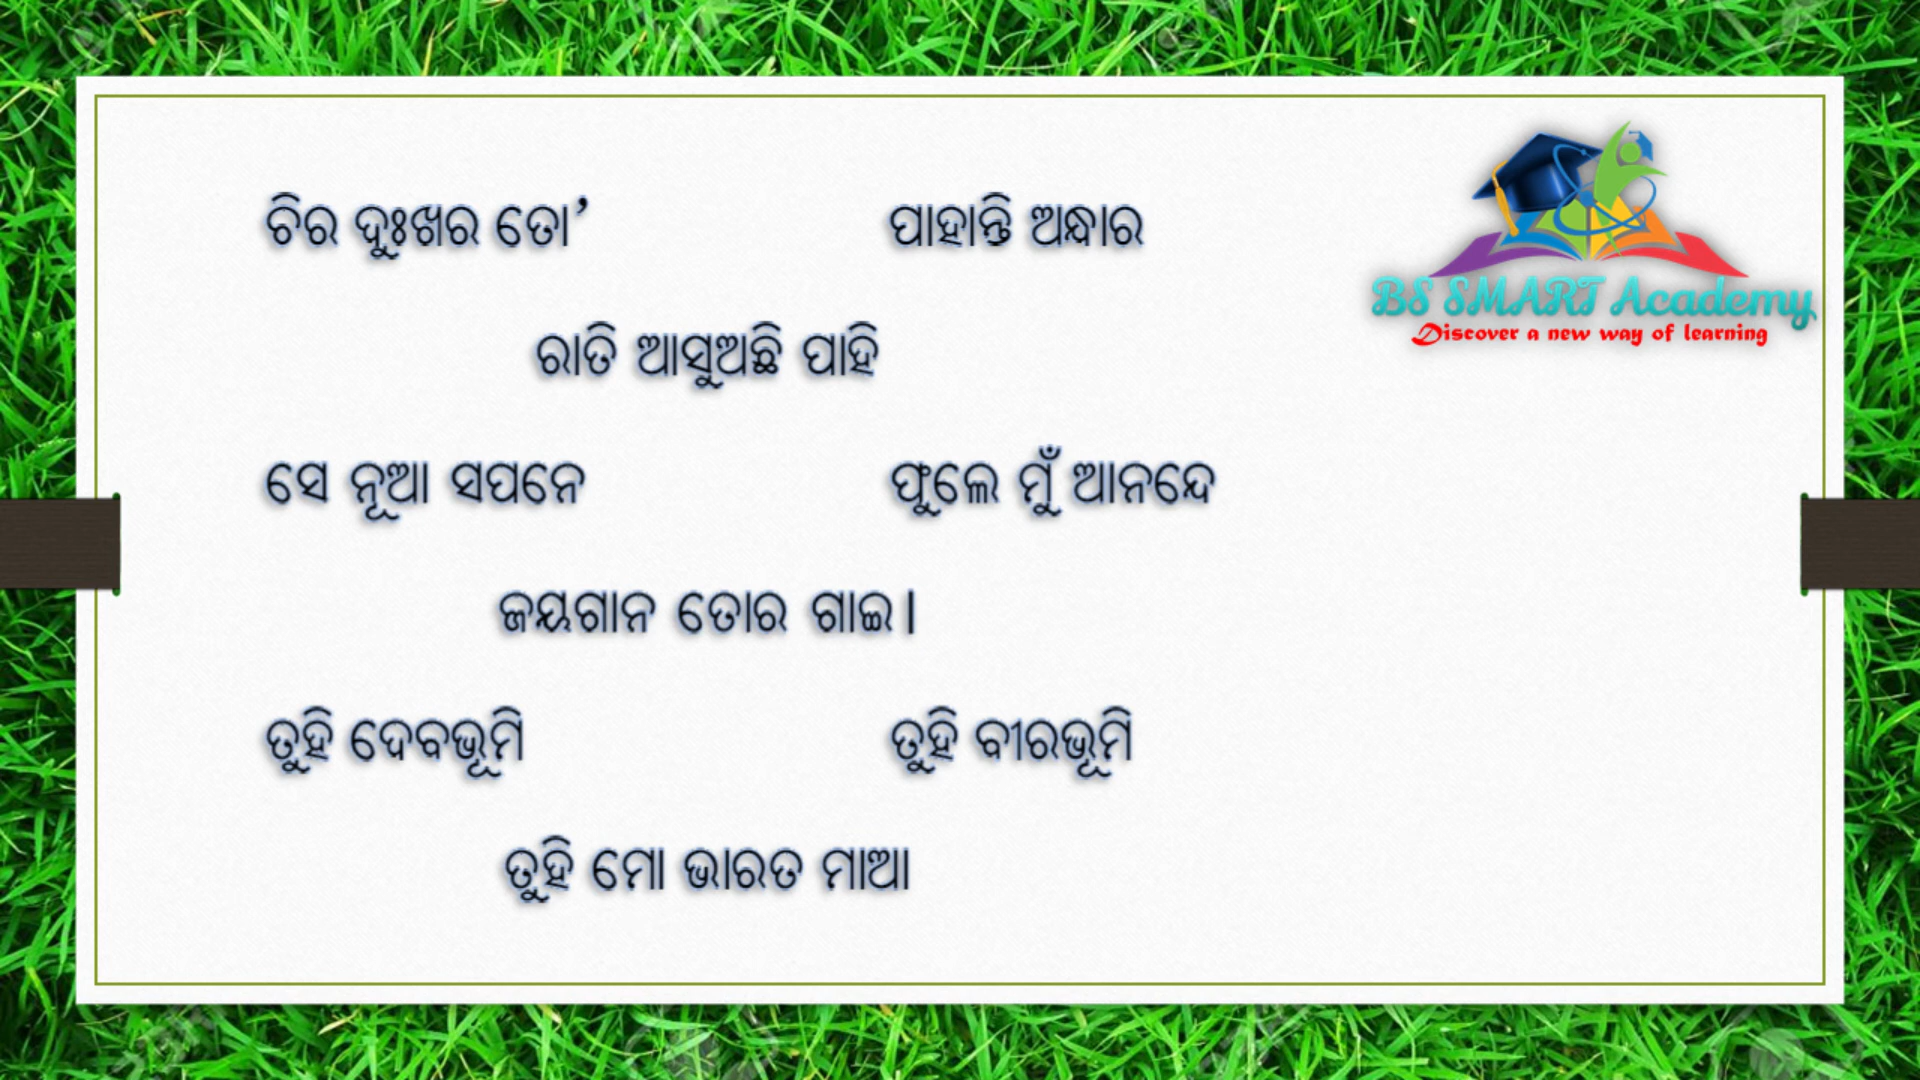 ଚିର ଦୁଃଖର ତୋ’ ପାହାନ୍ତି ଅନ୍ଧାର
ରାତି ଆସୁଅଛି ପାହି
ସେ ନୂଆ ସପନେ ଫୁଲେ ମୁଁ ଆନନ୍ଦେ
ଜୟଗାନ ତୋର ଗାଇ।
ତୁହି ଦେବଭୂମି ତୁହି ବୀରଭୂମି
ତୁହି ମୋ ଭାରତ ମାଆ
BS SMART Academy
Discover a new way of learning